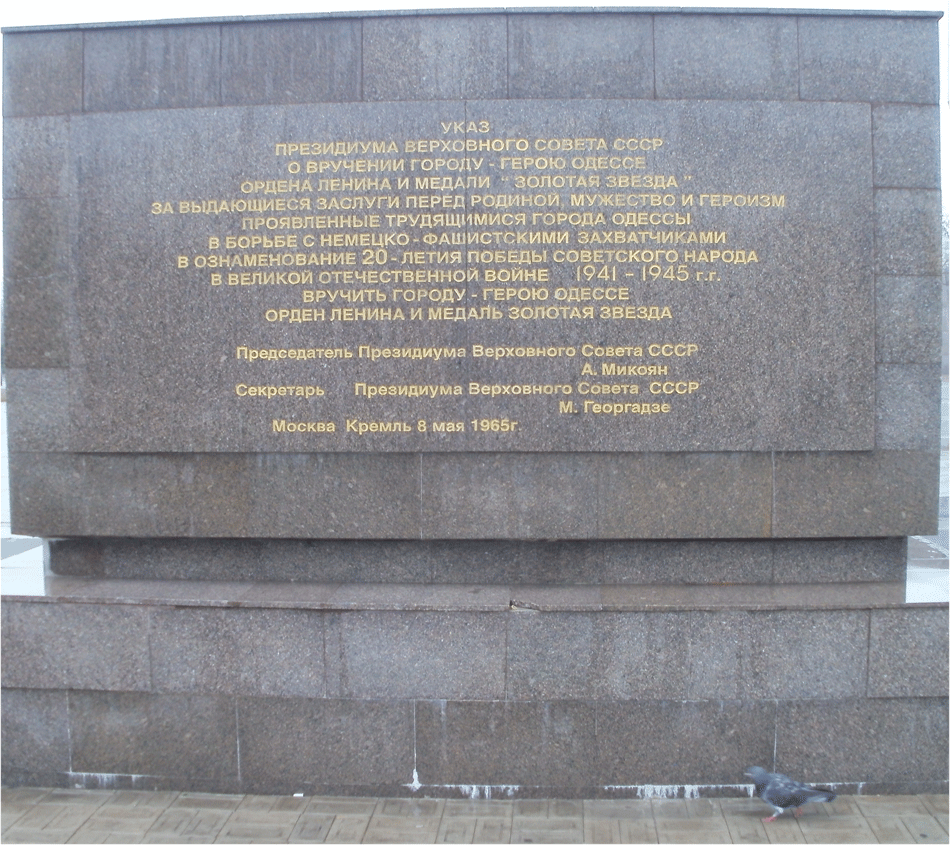 УКАЗ
ПРЕЗИДИУМА ВЕРХОВНОГО СОВЕТА СССР
О ВРУЧЕНИИ ГОРОДУ - ГЕРОЮ ОДЕССЕ
ОРДЕНА ЛЕНИНА И МЕДАЛИ " ЗОЛОТАЯ ЗВЕЗДА "
ЗА ВЫДАЮЩИЕСЯ ЗАСЛУГИ ПЕРЕД РОДИНОЙ, МУЖЕСТВО И ГЕРОИЗМ
ПРОЯВЛЕННЫЕ ТРУДЯЩИМИСЯ ГОРОДА ОДЕССЫ
В БОРЬБЕ С НЕМЕЦКО - ФАШИСТСКИМИ ЗАХВАТЧИКАМИ
В ОЗНАМЕНОВАНИЕ 20 - ЛЕТИЯ ПОБЕДЫ СОВЕТСКОГО НАРОДА
В ВЕЛИКОЙ ОТЕЧЕСТВЕННОЙ ВОЙНЕ 1941 - 1945 г.г.
ВРУЧИТЬ ГОРОДУ - ГЕРОЮ ОДЕССЕ
ОРДЕН ЛЕНИНА И МЕДАЛЬ ЗОЛОТАЯ ЗВЕЗДА
Председатель Президиума Верховного Совета СССР
А. Микоян
Секретарь Президиума Верховного Совета СССР
М. Георгадзе
Москва Кремль 8 мая 1965г.